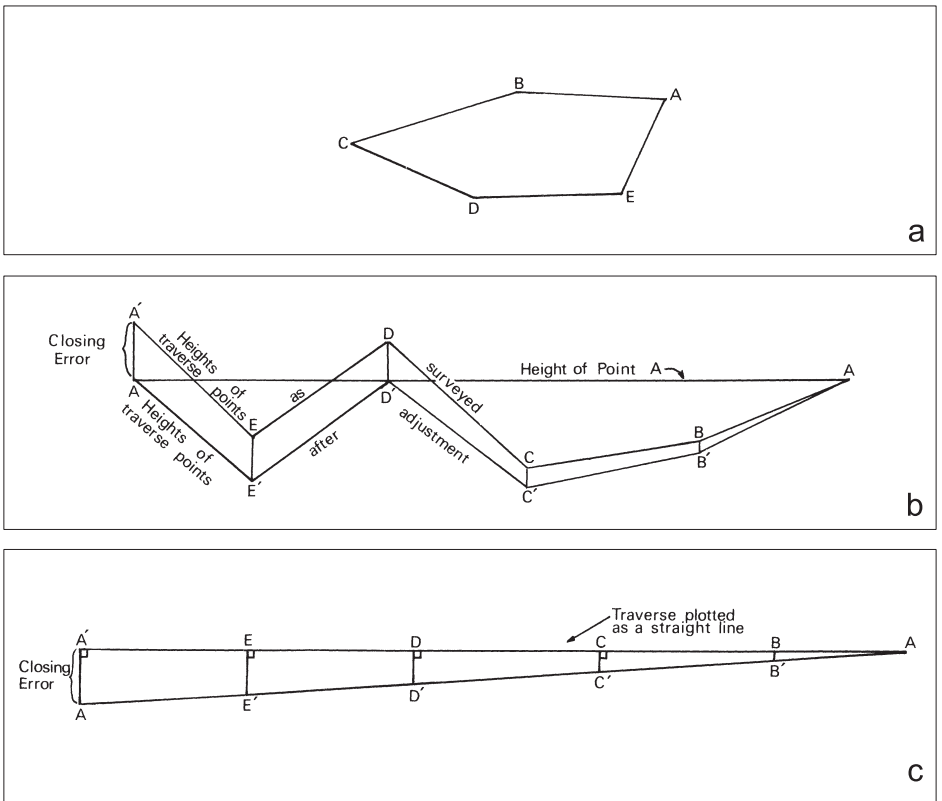 B
A
C
E
D
a
A′
Closing
Error
Heights of
traverse points
as
D
surveyed
Height of Point A
A
A
D′
Heights of
traverse points
E
after
adjustment
B
B′
C
C′
E′
b
Traverse plotted
as a straight line
A′
E
D
C
B
A
Closing
Error
B′
C′
D′
E′
A
c